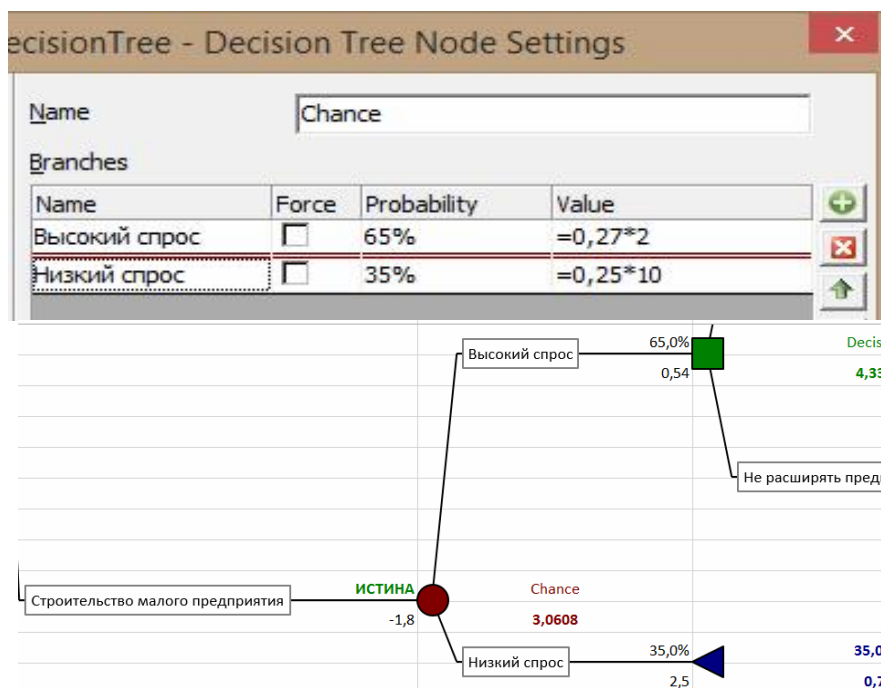 ecisionTree - Decision Tree Node Settings
Name Chance
Branches
Name Force Probability Value
Высокий спрос 65% =0,27*2
Низкий спрос 35% =0,25*10
Высокий спрос 65,0% Decis
0,54 4,33
Не расширять пред
ИСТИНА Chance
Строительство малого предприятия
-1,8 3,0608
Низкий спрос 35,0% 35,0
2,5 0,7